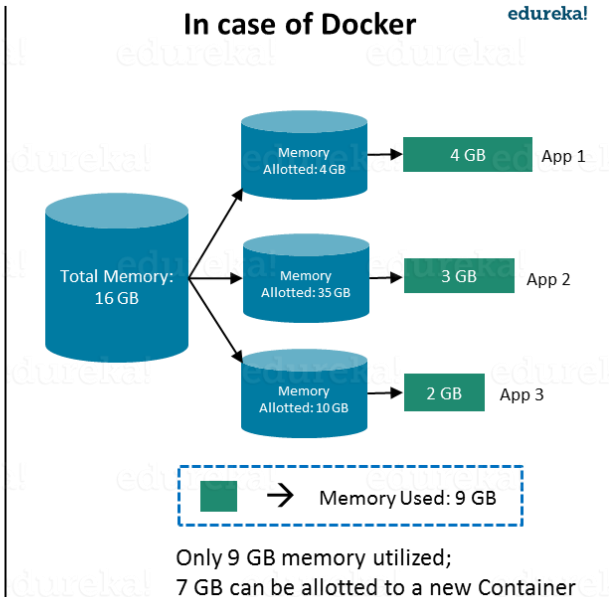 In case of Docker
edureka!
Memory
Allotted: 4 GB
4 GB
App 1
Total Memory:
16 GB
Memory
Allotted: 35 GB
3 GB
App 2
Memory
Allotted: 10 GB
2 GB
App 3
→ Memory Used: 9 GB
Only 9 GB memory utilized;
7 GB can be allotted to a new Container